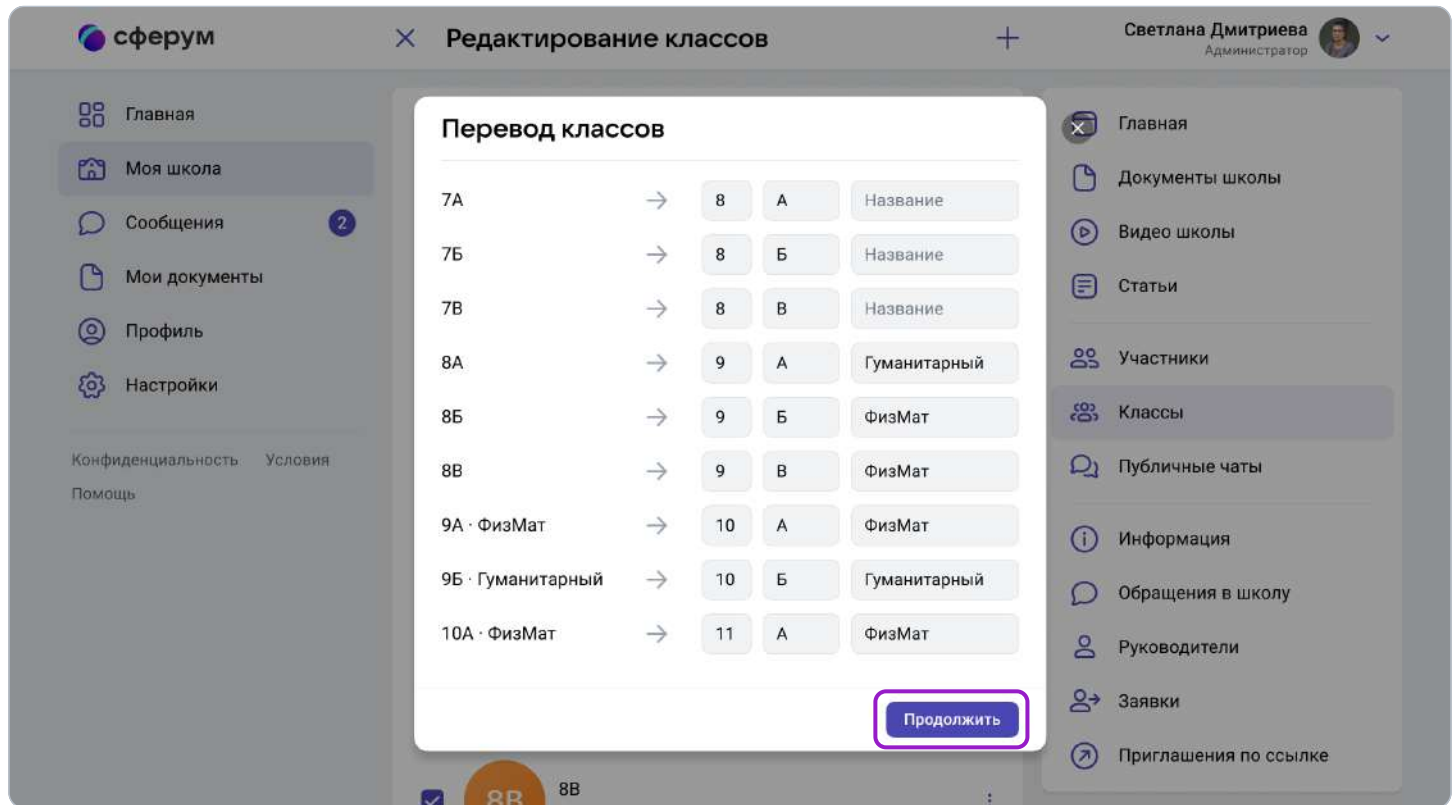 сферум
Редактирование классов
Светлана Дмитриева
Администратор
Главная
Моя школа
Сообщения 2
Мои документы
Профиль
Настройки
Конфиденциальность Условия
Помощь
Перевод классов
7А → 8 А Название
7Б → 8 Б Название
7В → 8 В Название
8А → 9 А Гуманитарный
8Б → 9 Б ФизМат
8В → 9 В ФизМат
9А · ФизМат → 10 А ФизМат
9Б · Гуманитарный → 10 Б Гуманитарный
10А · ФизМат → 11 А ФизМат
Продолжить
8В 8В
Главная
Документы школы
Видео школы
Статьи
Участники
Классы
Публичные чаты
Информация
Обращения в школу
Руководители
Заявки
Приглашения по ссылке